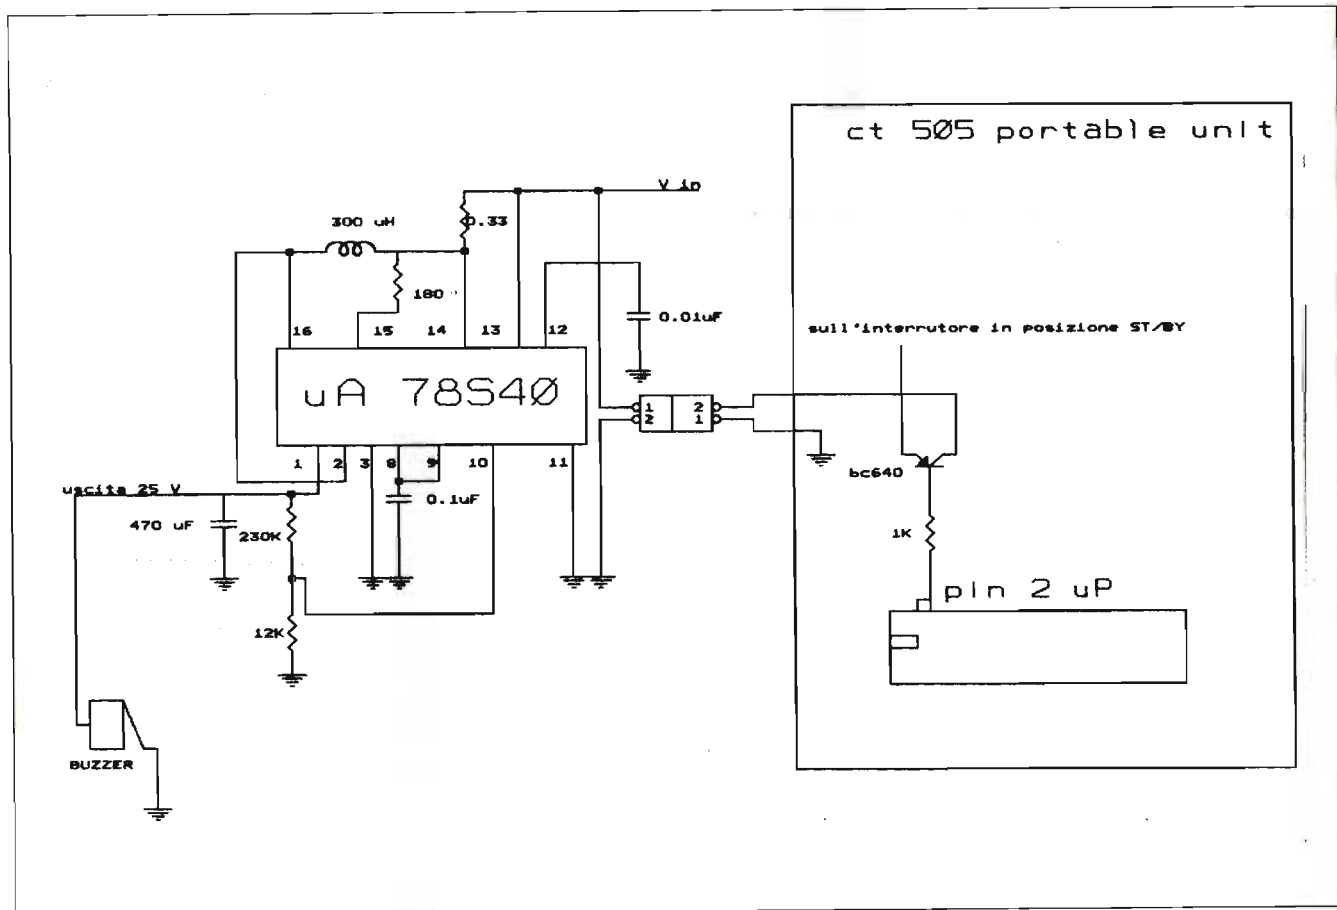 ct 505 portable unit
V in
300 uH
0.33
180
16 15 14 13 12
0.01uF
sull'interrutore in posizione ST/BY
uA 78S40
1 2
2 1
1 2 3 8 9 10 11
bc640
uscita 25 V
0.1uF
470 uF
230K
1K
pin 2 uP
12K
BUZZER